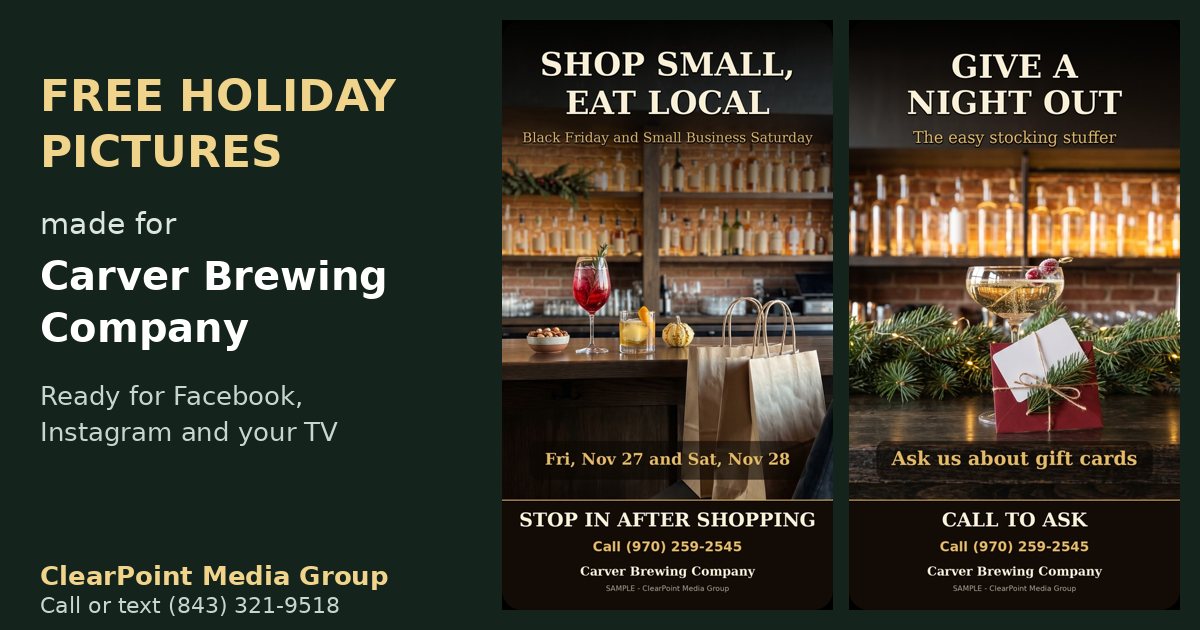 FREE HOLIDAY
PICTURES
made for
Carver Brewing
Company
Ready for Facebook,
Instagram and your TV
ClearPoint Media Group
Call or text (843) 321-9518
SHOP SMALL,
EAT LOCAL
Black Friday and Small Business Saturday
Fri, Nov 27 and Sat, Nov 28
STOP IN AFTER SHOPPING
Call (970) 259-2545
Carver Brewing Company
SAMPLE - ClearPoint Media Group
GIVE A
NIGHT OUT
The easy stocking stuffer
Ask us about gift cards
CALL TO ASK
Call (970) 259-2545
Carver Brewing Company
SAMPLE - ClearPoint Media Group